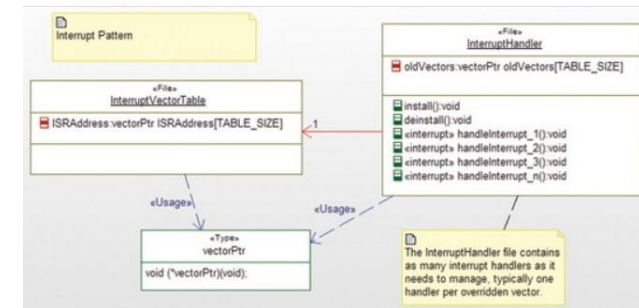 Interrupt Pattern
«File»
InterruptHandler
oldVectors:vectorPtr oldVectors[TABLE_SIZE]
install():void
deinstall():void
«interrupt» handleInterrupt_1():void
«interrupt» handleInterrupt_2():void
«interrupt» handleInterrupt_3():void
«interrupt» handleInterrupt_n():void
«File»
InterruptVectorTable
ISRAddress:vectorPtr ISRAddress[TABLE_SIZE]
1
«Usage»
«Usage»
«Type»
vectorPtr
void (*vectorPtr)(void);
The InterruptHandler file contains
as many interrupt handlers as it
needs to manage, typically one
handler per overridden vector.